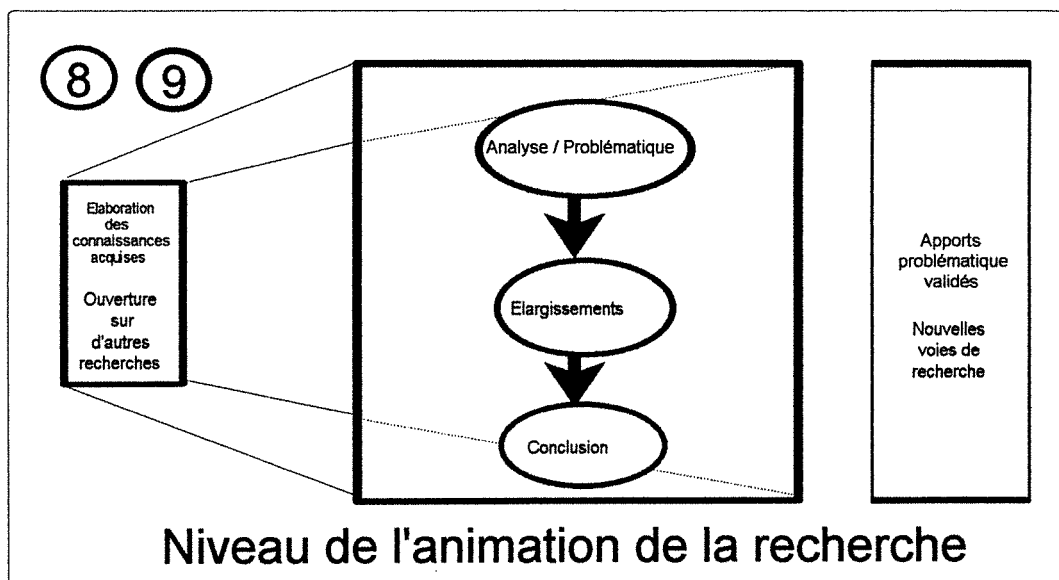 8 9
Elaboration
des
connaissances
acquises
Ouverture
sur
d'autres
recherches
Analyse / Problématique
Elargissements
Conclusion
Apports
problématique
validés
Nouvelles
voies de
recherche
Niveau de l'animation de la recherche